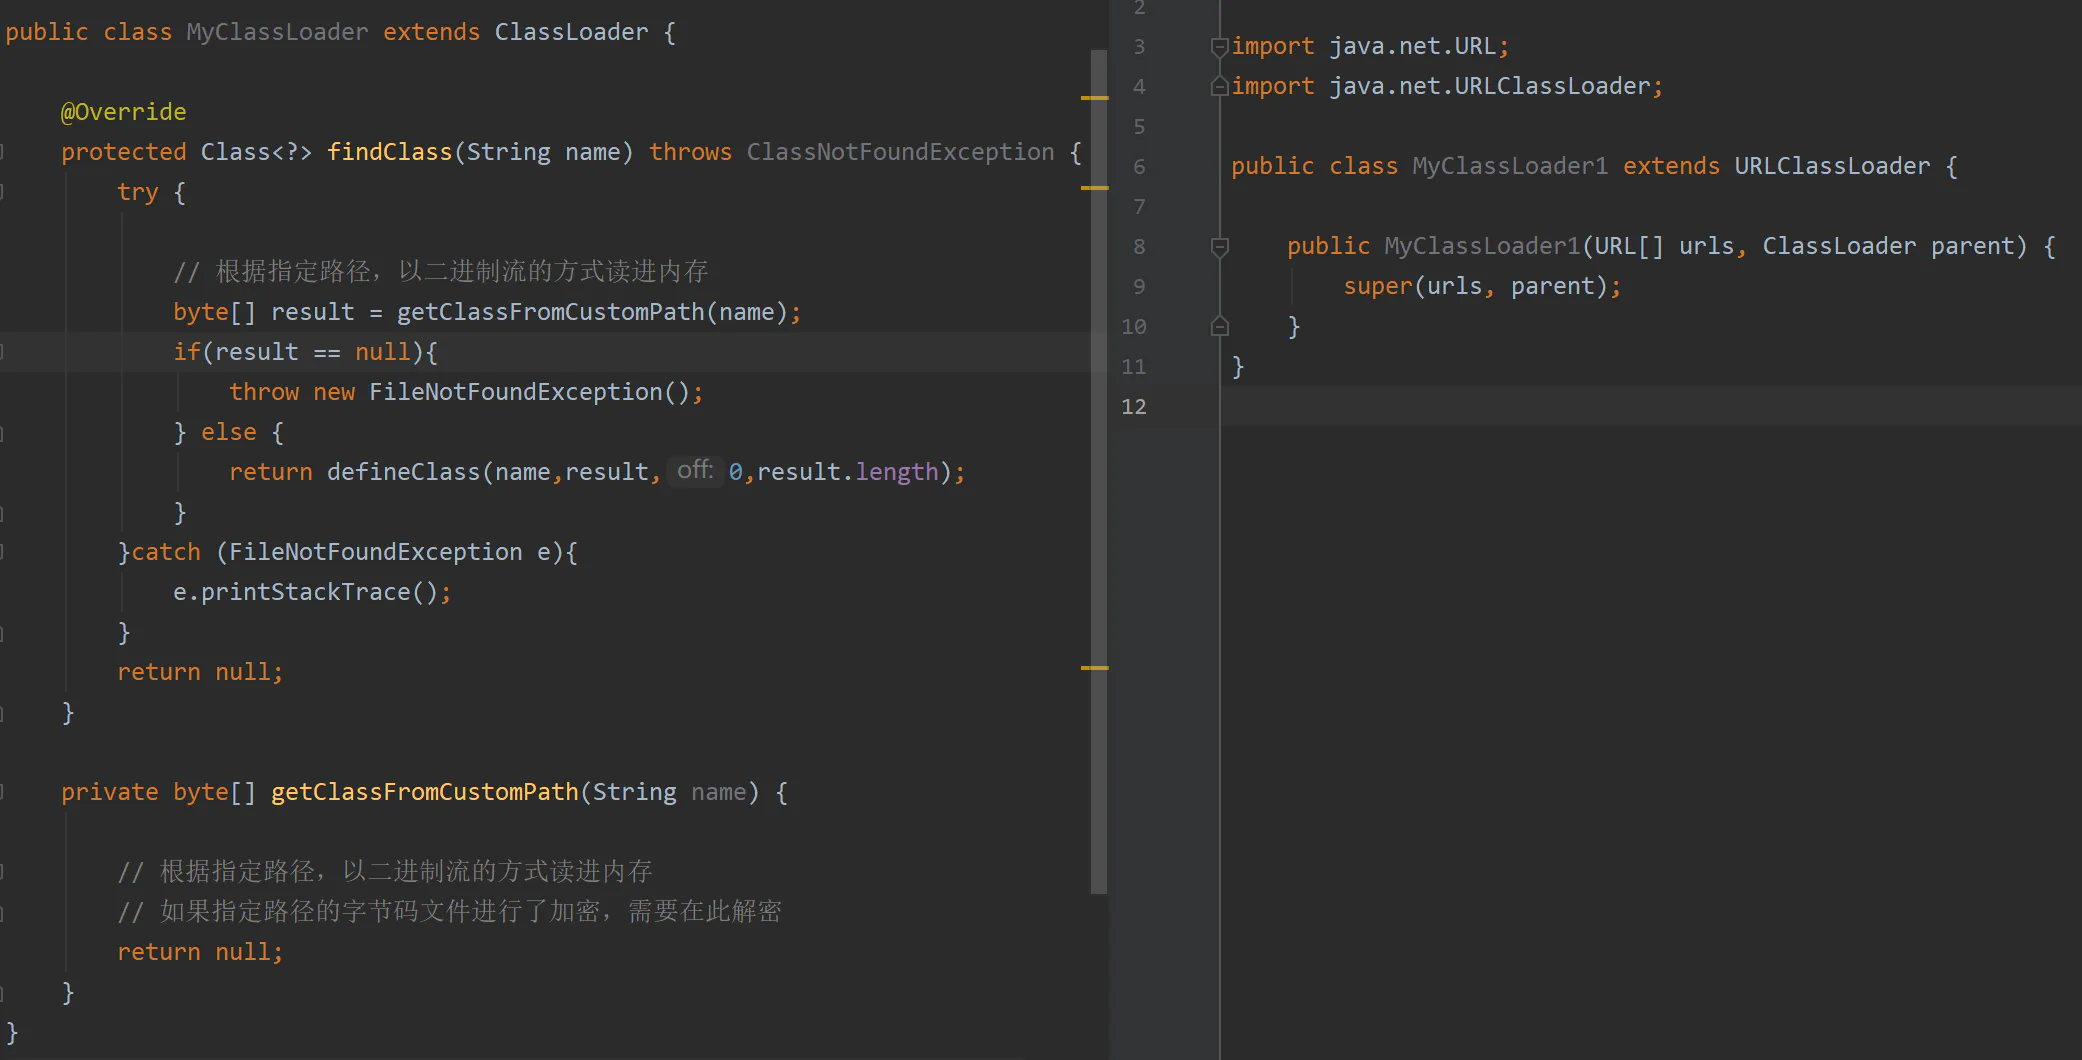 public class MyClassLoader extends ClassLoader {
@Override
protected Class<?> findClass(String name) throws ClassNotFoundException {
try {
// 根据指定路径，以二进制流的方式读进内存
byte[] result = getClassFromCustomPath(name);
if(result == null){
throw new FileNotFoundException();
} else {
return defineClass(name,result, off: 0,result.length);
}
}catch (FileNotFoundException e){
e.printStackTrace();
}
return null;
}
private byte[] getClassFromCustomPath(String name) {
// 根据指定路径，以二进制流的方式读进内存
// 如果指定路径的字节码文件进行了加密，需要在此解密
return null;
}
}
2
3 import java.net.URL;
4 import java.net.URLClassLoader;
5
6 public class MyClassLoader1 extends URLClassLoader {
7
8 public MyClassLoader1(URL[] urls, ClassLoader parent) {
9 super(urls, parent);
10 }
11 }
12